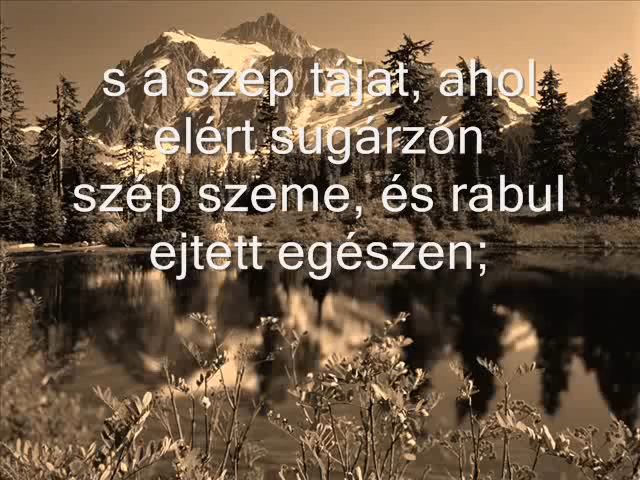 s a szép tájat, ahol
elért sugárzón
szép szeme, és rabul
ejtett egészen;